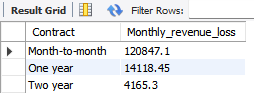 Result Grid Filter Rows:
Contract Monthly_revenue_loss
Month-to-month 120847.1
One year 14118.45
Two year 4165.3